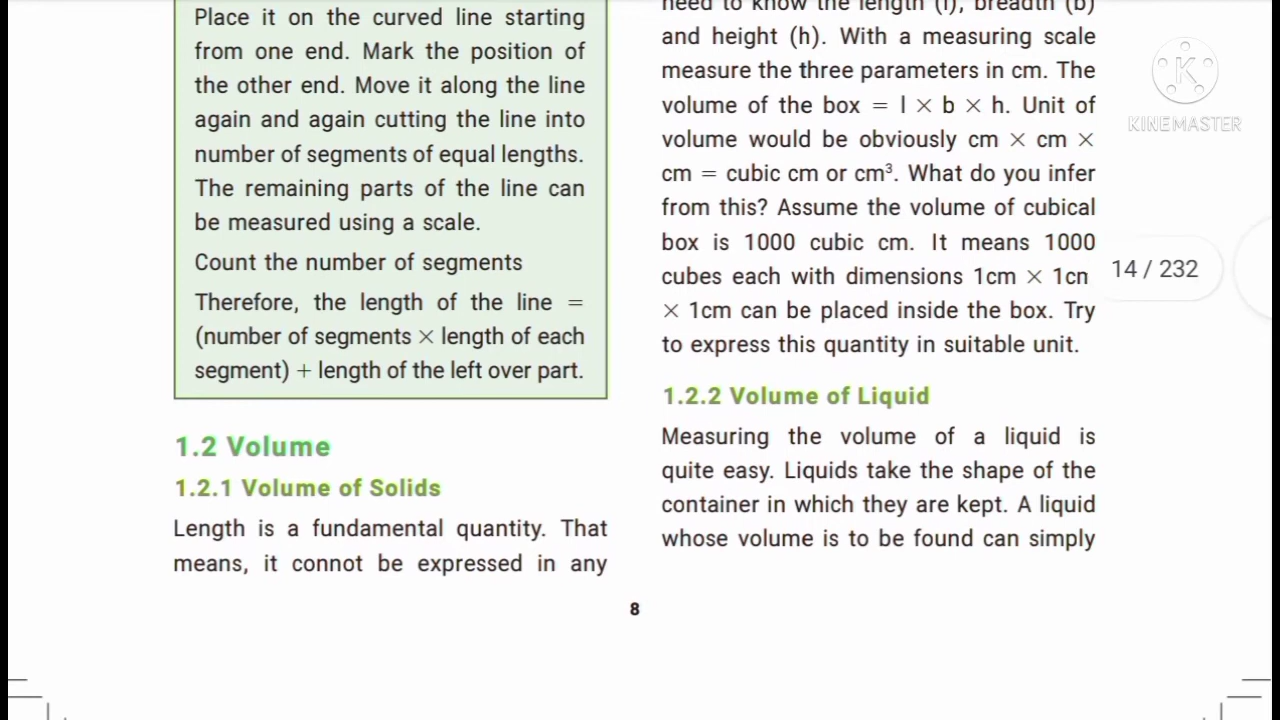 Place it on the curved line starting
from one end. Mark the position of
the other end. Move it along the line
again and again cutting the line into
number of segments of equal lengths.
The remaining parts of the line can
be measured using a scale.
Count the number of segments
Therefore, the length of the line =
(number of segments × length of each
segment) + length of the left over part.
1.2 Volume
1.2.1 Volume of Solids
Length is a fundamental quantity. That
means, it connot be expressed in any
need to know the length (l), breadth (b)
and height (h). With a measuring scale
measure the three parameters in cm. The
volume of the box = l × b × h. Unit of
volume would be obviously cm × cm ×
cm = cubic cm or cm³. What do you infer
from this? Assume the volume of cubical
box is 1000 cubic cm. It means 1000
cubes each with dimensions 1cm × 1cn
× 1cm can be placed inside the box. Try
to express this quantity in suitable unit.
1.2.2 Volume of Liquid
Measuring the volume of a liquid is
quite easy. Liquids take the shape of the
container in which they are kept. A liquid
whose volume is to be found can simply
8
14 / 232
K
KINEMASTER